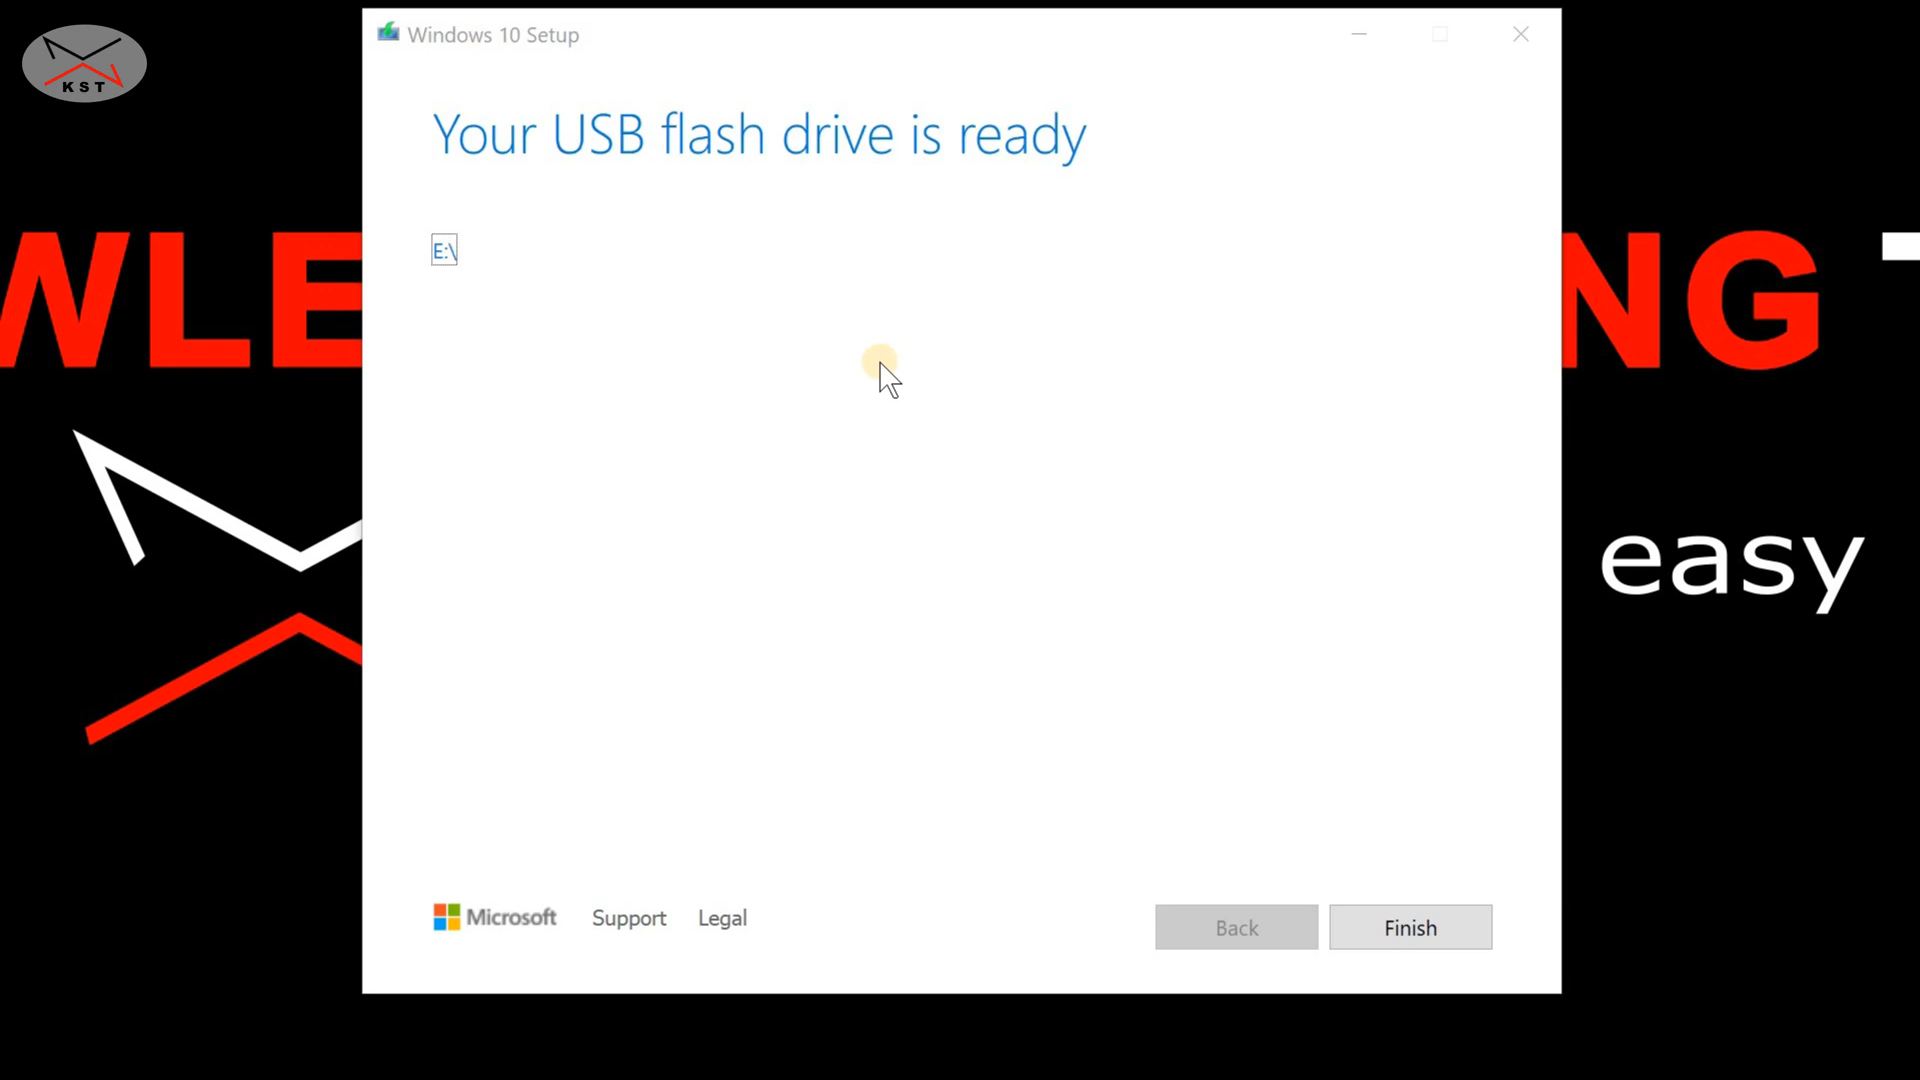 KST
Windows 10 Setup
Your USB flash drive is ready
E:\
WLE
NG T
easy
Microsoft
Support
Legal
Back
Finish